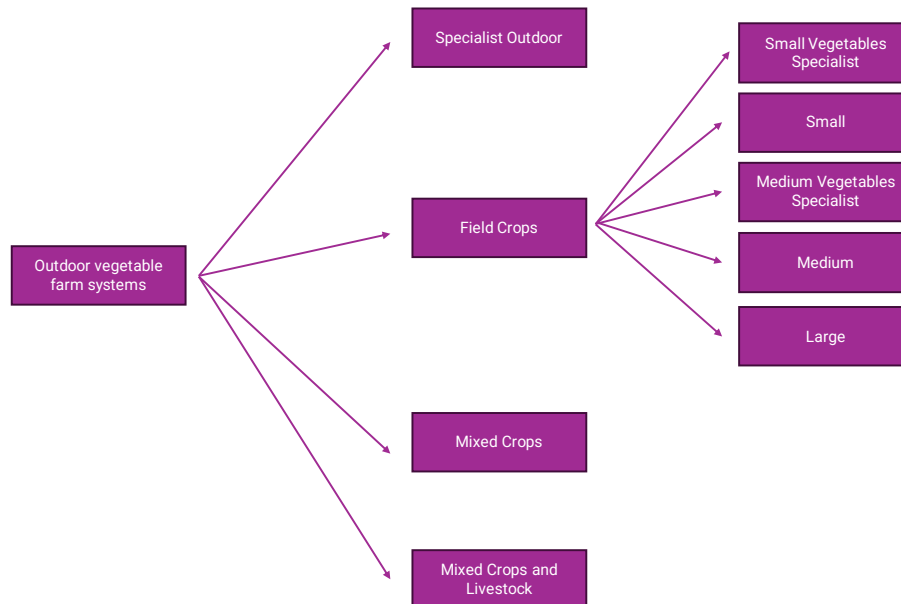 Specialist Outdoor
Small Vegetables
Specialist
Small
Medium Vegetables
Specialist
Field Crops
Outdoor vegetable
farm systems
Medium
Large
Mixed Crops
Mixed Crops and
Livestock